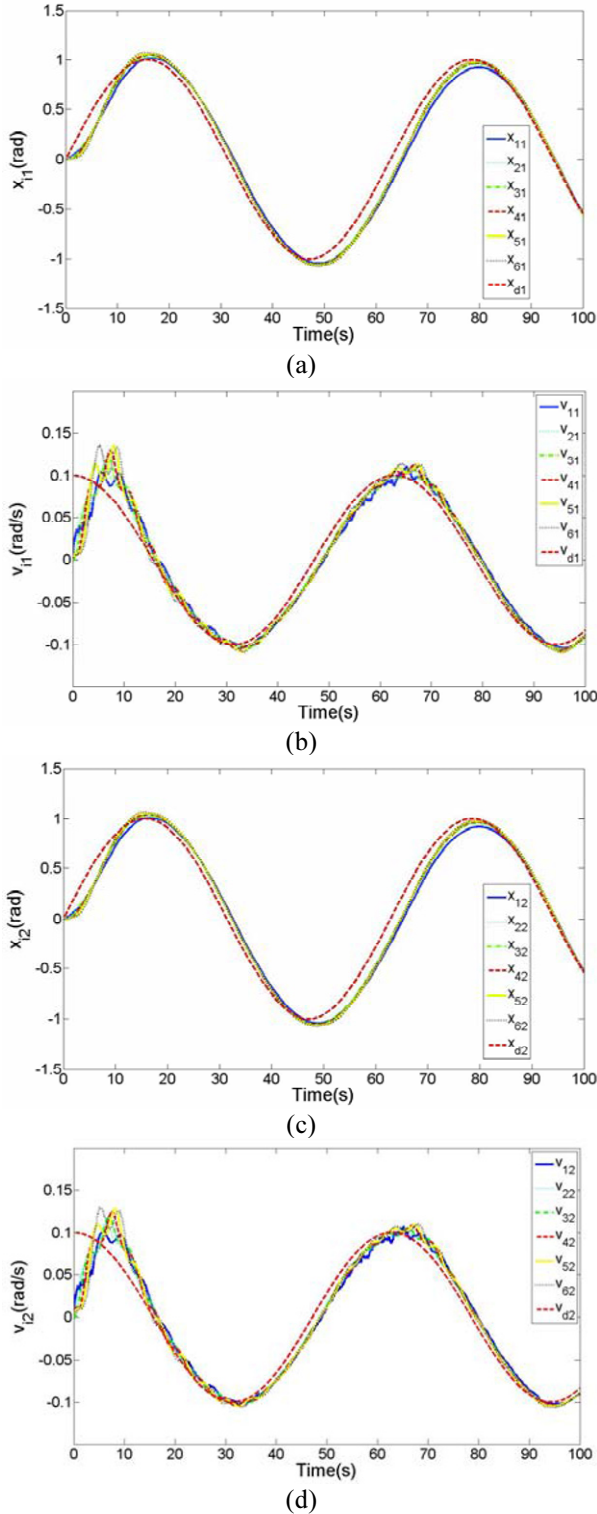 1.5
1
0.5
0
-0.5
-1
-1.5
x_i1(rad)
x_11
x_21
x_31
x_41
x_51
x_61
x_d1
0 10 20 30 40 50 60 70 80 90 100
Time(s)
(a)
0.15
0.1
0.05
0
-0.05
-0.1
v_i1(rad/s)
v_11
v_21
v_31
v_41
v_51
v_61
v_d1
0 10 20 30 40 50 60 70 80 90 100
Time(s)
(b)
1.5
1
0.5
0
-0.5
-1
-1.5
x_i2(rad)
x_12
x_22
x_32
x_42
x_52
x_62
x_d2
0 10 20 30 40 50 60 70 80 90 100
Time(s)
(c)
0.15
0.1
0.05
0
-0.05
-0.1
v_i2(rad/s)
v_12
v_22
v_32
v_42
v_52
v_62
v_d2
0 10 20 30 40 50 60 70 80 90 100
Time(s)
(d)